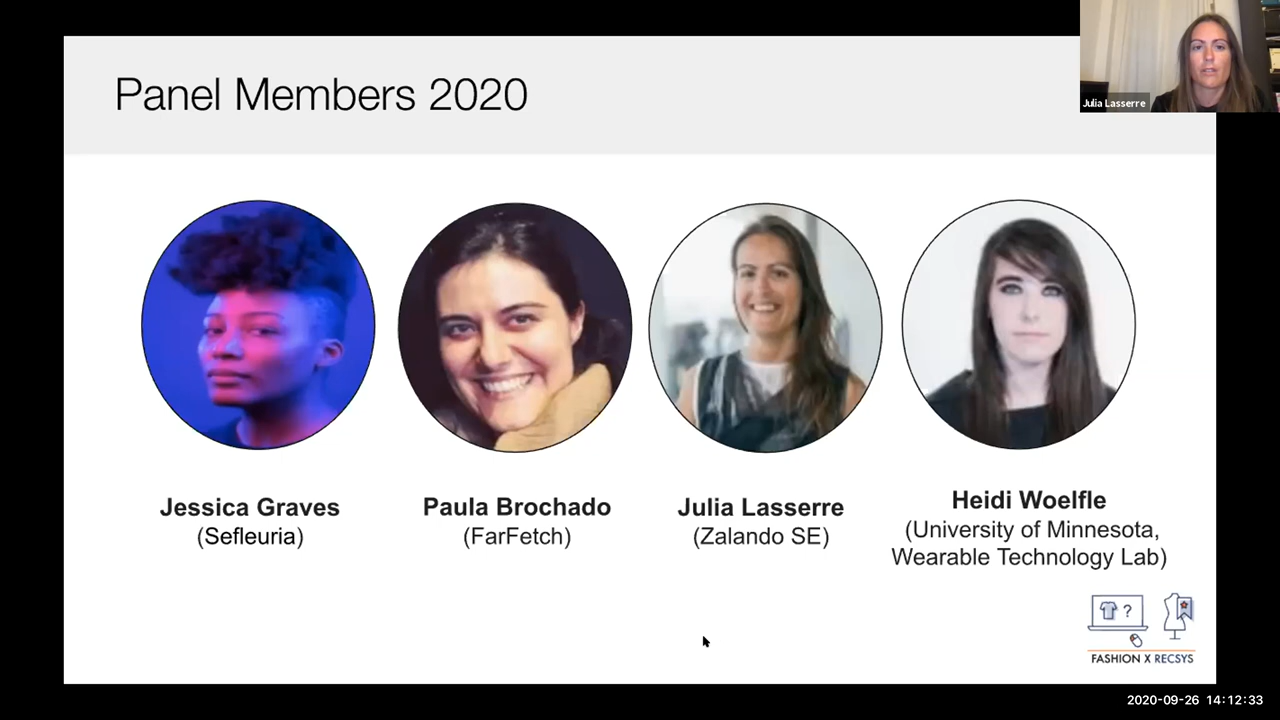 Panel Members 2020
Julia Lasserre
Jessica Graves
(Sefleuria)
Paula Brochado
(FarFetch)
Julia Lasserre
(Zalando SE)
Heidi Woelfle
(University of Minnesota,
Wearable Technology Lab)
?
FASHION X RECSYS
2020-09-26 14:12:33